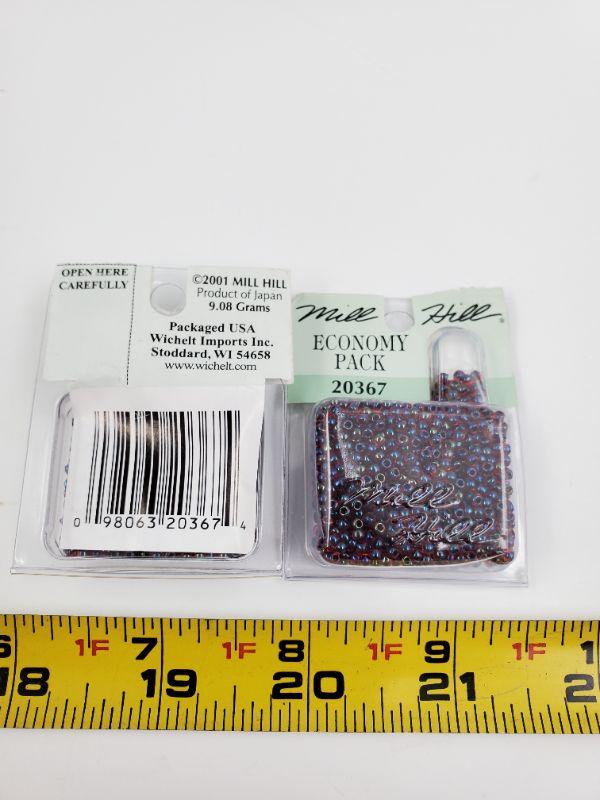 OPEN HERE
CAREFULLY
©2001 MILL HILL
Product of Japan
9.08 Grams
Packaged USA
Wichelt Imports Inc.
Stoddard, WI 54658
www.wichelt.com
0 98063 20367 4
Mill Hill®
ECONOMY
PACK
20367
Mill
Hill
6 1F 7 1F 8 1F 9 1F 1
18 19 20 21 2